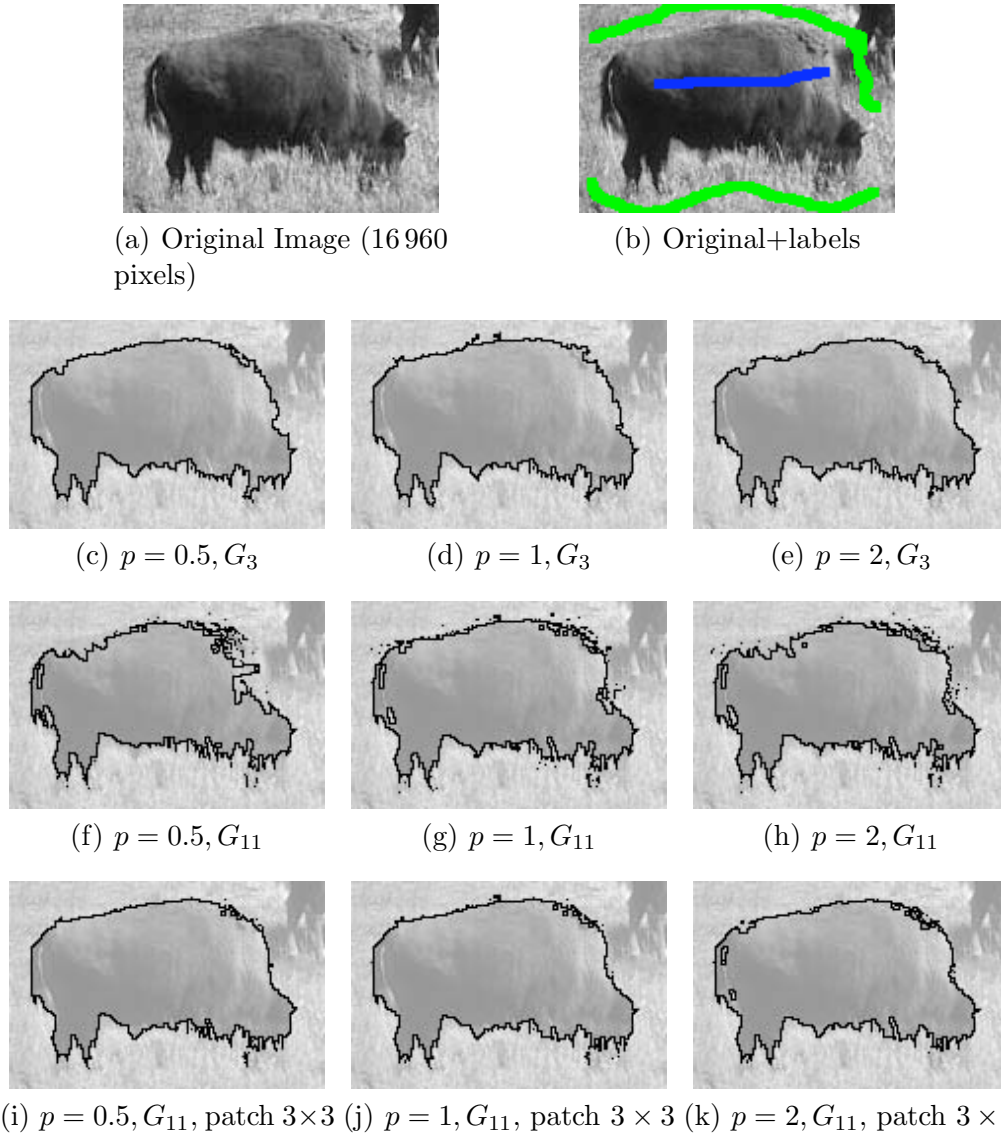 (a) Original Image (16 960
pixels)
(b) Original+labels
(c) p = 0.5, G₃
(d) p = 1, G₃
(e) p = 2, G₃
(f) p = 0.5, G₁₁
(g) p = 1, G₁₁
(h) p = 2, G₁₁
(i) p = 0.5, G₁₁, patch 3×3
(j) p = 1, G₁₁, patch 3 × 3
(k) p = 2, G₁₁, patch 3 ×